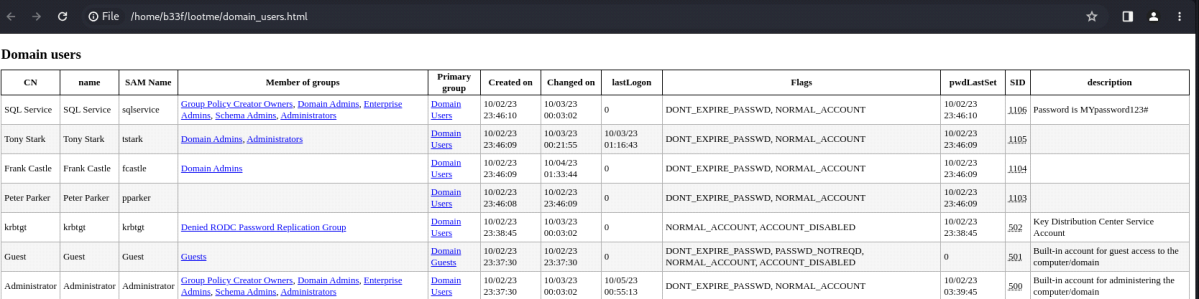 File /home/b33f/lootme/domain_users.html
Domain users
CN name SAM Name Member of groups Primary group Created on Changed on lastLogon Flags pwdLastSet SID description
SQL Service SQL Service sqlservice Group Policy Creator Owners, Domain Admins, Enterprise Admins, Schema Admins, Administrators Domain Users 10/02/23 23:46:10 10/03/23 00:03:02 0 DONT_EXPIRE_PASSWD, NORMAL_ACCOUNT 10/02/23 23:46:10 1106 Password is MYpassword123#
Tony Stark Tony Stark tstark Domain Admins, Administrators Domain Users 10/02/23 23:46:09 10/03/23 00:21:55 10/03/23 01:16:43 DONT_EXPIRE_PASSWD, NORMAL_ACCOUNT 10/02/23 23:46:09 1105
Frank Castle Frank Castle fcastle Domain Admins Domain Users 10/02/23 23:46:09 10/04/23 01:33:44 0 DONT_EXPIRE_PASSWD, NORMAL_ACCOUNT 10/02/23 23:46:09 1104
Peter Parker Peter Parker pparker Domain Users 10/02/23 23:46:08 10/02/23 23:46:09 0 DONT_EXPIRE_PASSWD, NORMAL_ACCOUNT 10/02/23 23:46:09 1103
krbtgt krbtgt krbtgt Denied RODC Password Replication Group Domain Users 10/02/23 23:38:45 10/03/23 00:03:02 0 NORMAL_ACCOUNT, ACCOUNT_DISABLED 10/02/23 23:38:45 502 Key Distribution Center Service Account
Guest Guest Guest Guests Domain Guests 10/02/23 23:37:30 10/02/23 23:37:30 0 DONT_EXPIRE_PASSWD, PASSWD_NOTREQD, NORMAL_ACCOUNT, ACCOUNT_DISABLED 0 501 Built-in account for guest access to the computer/domain
Administrator Administrator Administrator Group Policy Creator Owners, Domain Admins, Enterprise Admins, Schema Admins, Administrators Domain Users 10/02/23 23:37:30 10/03/23 00:03:02 10/05/23 00:55:13 DONT_EXPIRE_PASSWD, NORMAL_ACCOUNT 10/02/23 03:39:45 500 Built-in account for administering the computer/domain